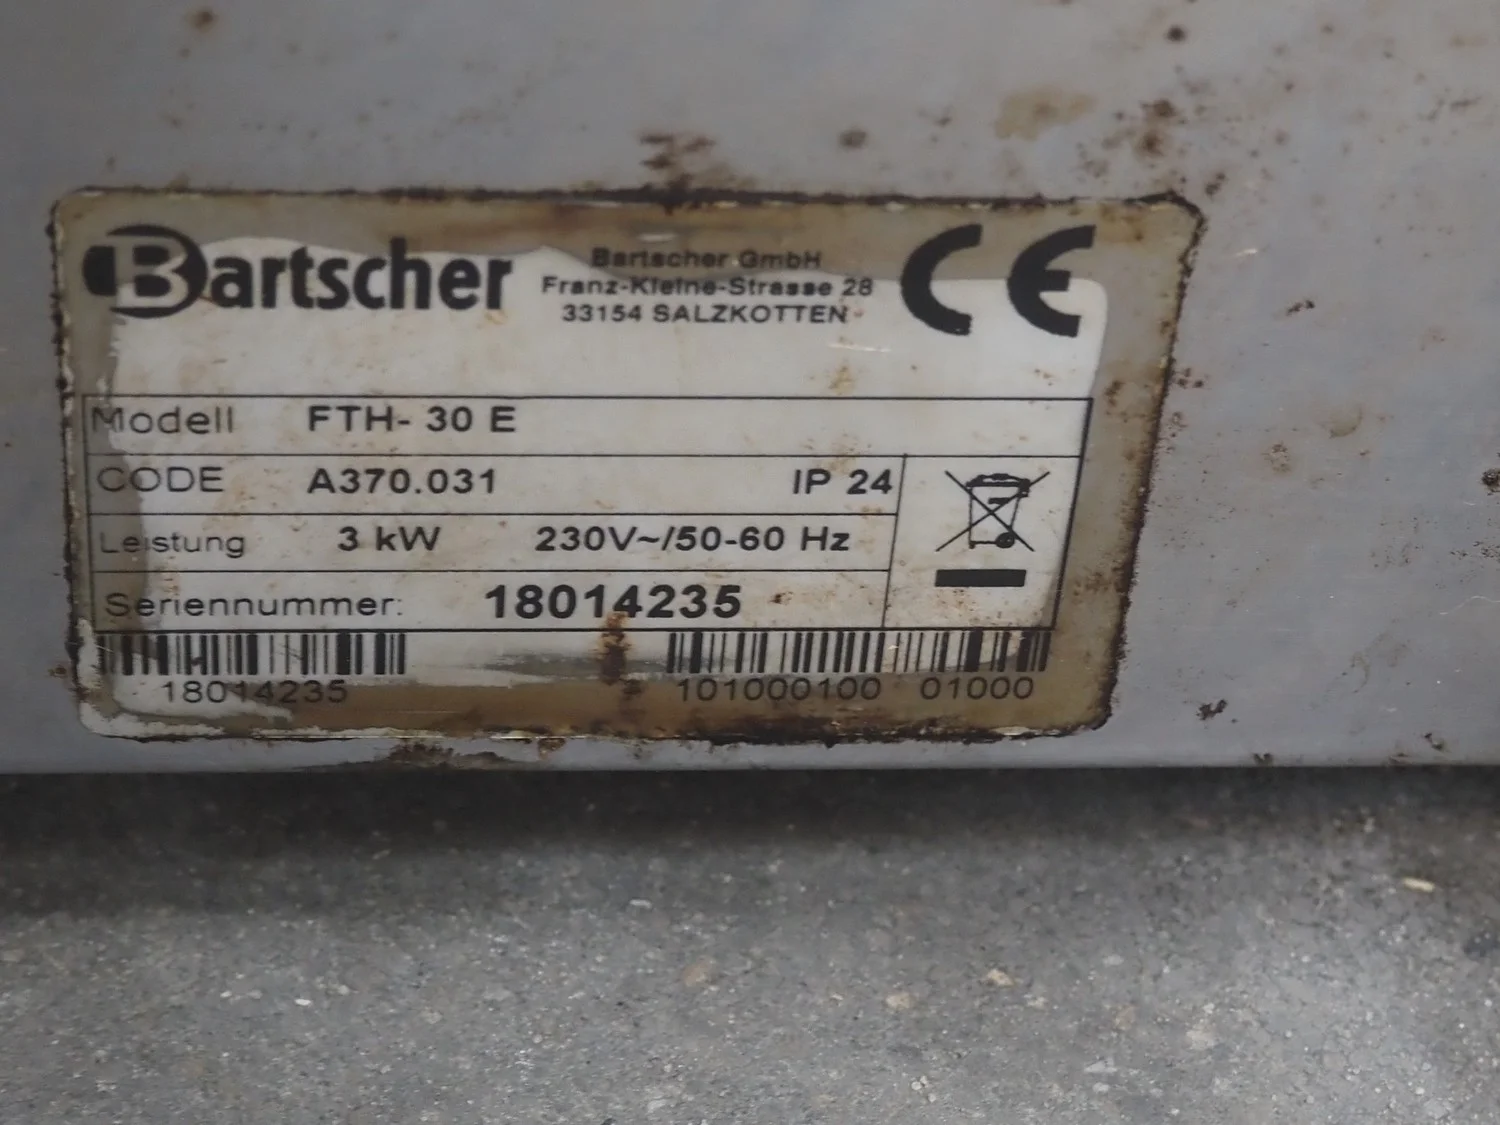 Bartscher
Bartscher GmbH
Franz-Kleine-Strasse 28
33154 SALZKOTTEN
CE
Modell FTH- 30 E
CODE A370.031 IP 24
Leistung 3 kW 230V~/50-60 Hz
Seriennummer: 18014235
18014235 101000100 01000